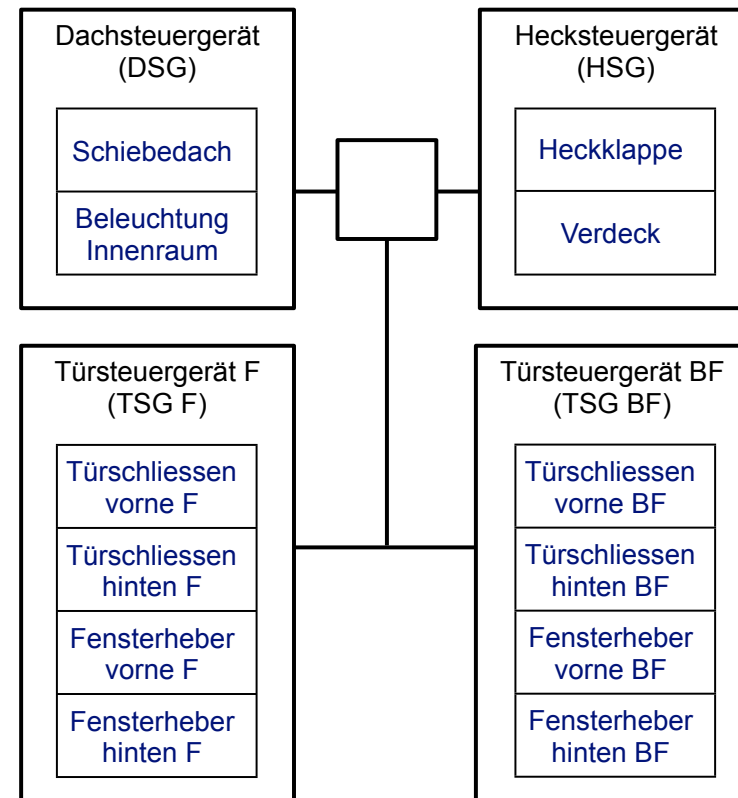 Dachsteuergerät
(DSG)
Schiebedach
Beleuchtung
Innenraum
Hecksteuergerät
(HSG)
Heckklappe
Verdeck
Türsteuergerät F
(TSG F)
Türschliessen
vorne F
Türschliessen
hinten F
Fensterheber
vorne F
Fensterheber
hinten F
Türsteuergerät BF
(TSG BF)
Türschliessen
vorne BF
Türschliessen
hinten BF
Fensterheber
vorne BF
Fensterheber
hinten BF